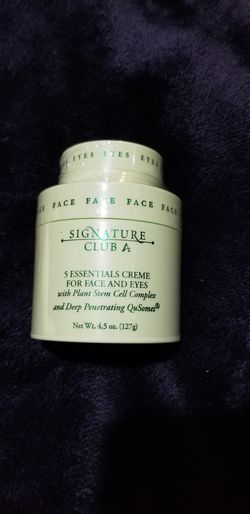 EYES EYES EYES
FACE FACE FACE FACE
SIGNATURE
CLUB A
5 ESSENTIALS CREME
FOR FACE AND EYES
with Plant Stem Cell Complex
and Deep Penetrating QuSomes®
Net Wt. 4.5 oz. (127g)